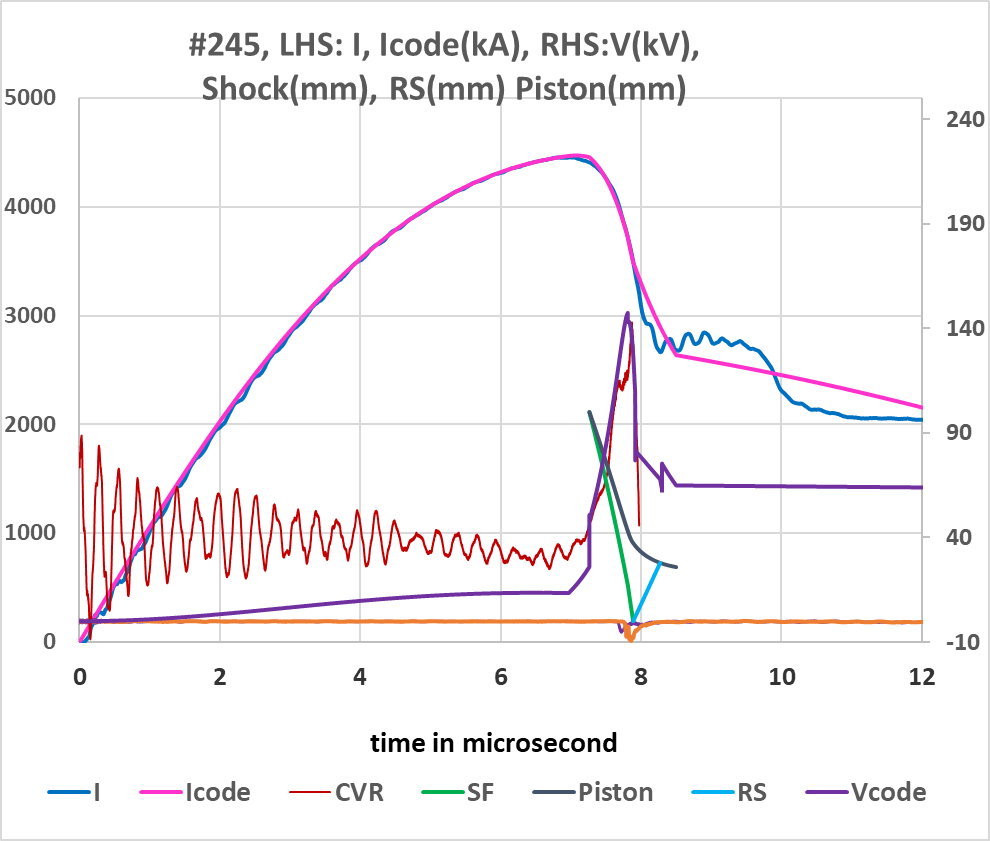 #245, LHS: I, Icode(kA), RHS:V(kV),
Shock(mm), RS(mm) Piston(mm)
5000
4000
3000
2000
1000
0
240
190
140
90
40
-10
0 2 4 6 8 10 12
time in microsecond
I Icode CVR SF Piston RS Vcode